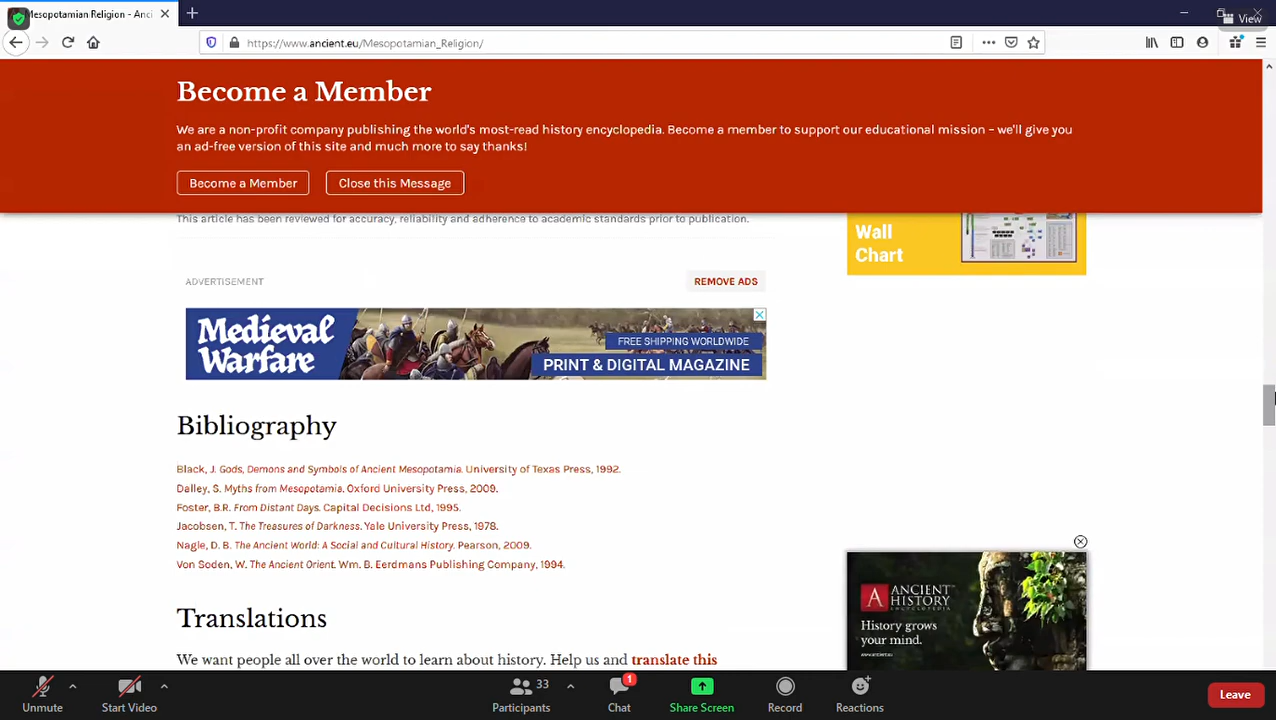 Mesopotamian Religion - Anci
View
https://www.ancient.eu/Mesopotamian_Religion/
Become a Member
We are a non-profit company publishing the world's most-read history encyclopedia. Become a member to support our educational mission – we'll give you
an ad-free version of this site and much more to say thanks!
Become a Member
Close this Message
This article has been reviewed for accuracy, reliability and adherence to academic standards prior to publication.
Wall
Chart
ADVERTISEMENT
REMOVE ADS
Medieval
Warfare
FREE SHIPPING WORLDWIDE
PRINT & DIGITAL MAGAZINE
Bibliography
Black, J. Gods, Demons and Symbols of Ancient Mesopotamia. University of Texas Press, 1992.
Dalley, S. Myths from Mesopotamia. Oxford University Press, 2009.
Foster, B.R. From Distant Days. Capital Decisions Ltd, 1995.
Jacobsen, T. The Treasures of Darkness. Yale University Press, 1978.
Nagle, D. B. The Ancient World: A Social and Cultural History. Pearson, 2009.
Von Soden, W. The Ancient Orient. Wm. B. Eerdmans Publishing Company, 1994.
A ANCIENT
HISTORY
ENCYCLOPEDIA
History grows
your mind.
Translations
We want people all over the world to learn about history. Help us and translate this
Unmute
Start Video
33
Participants
1
Chat
Share Screen
Record
Reactions
Leave